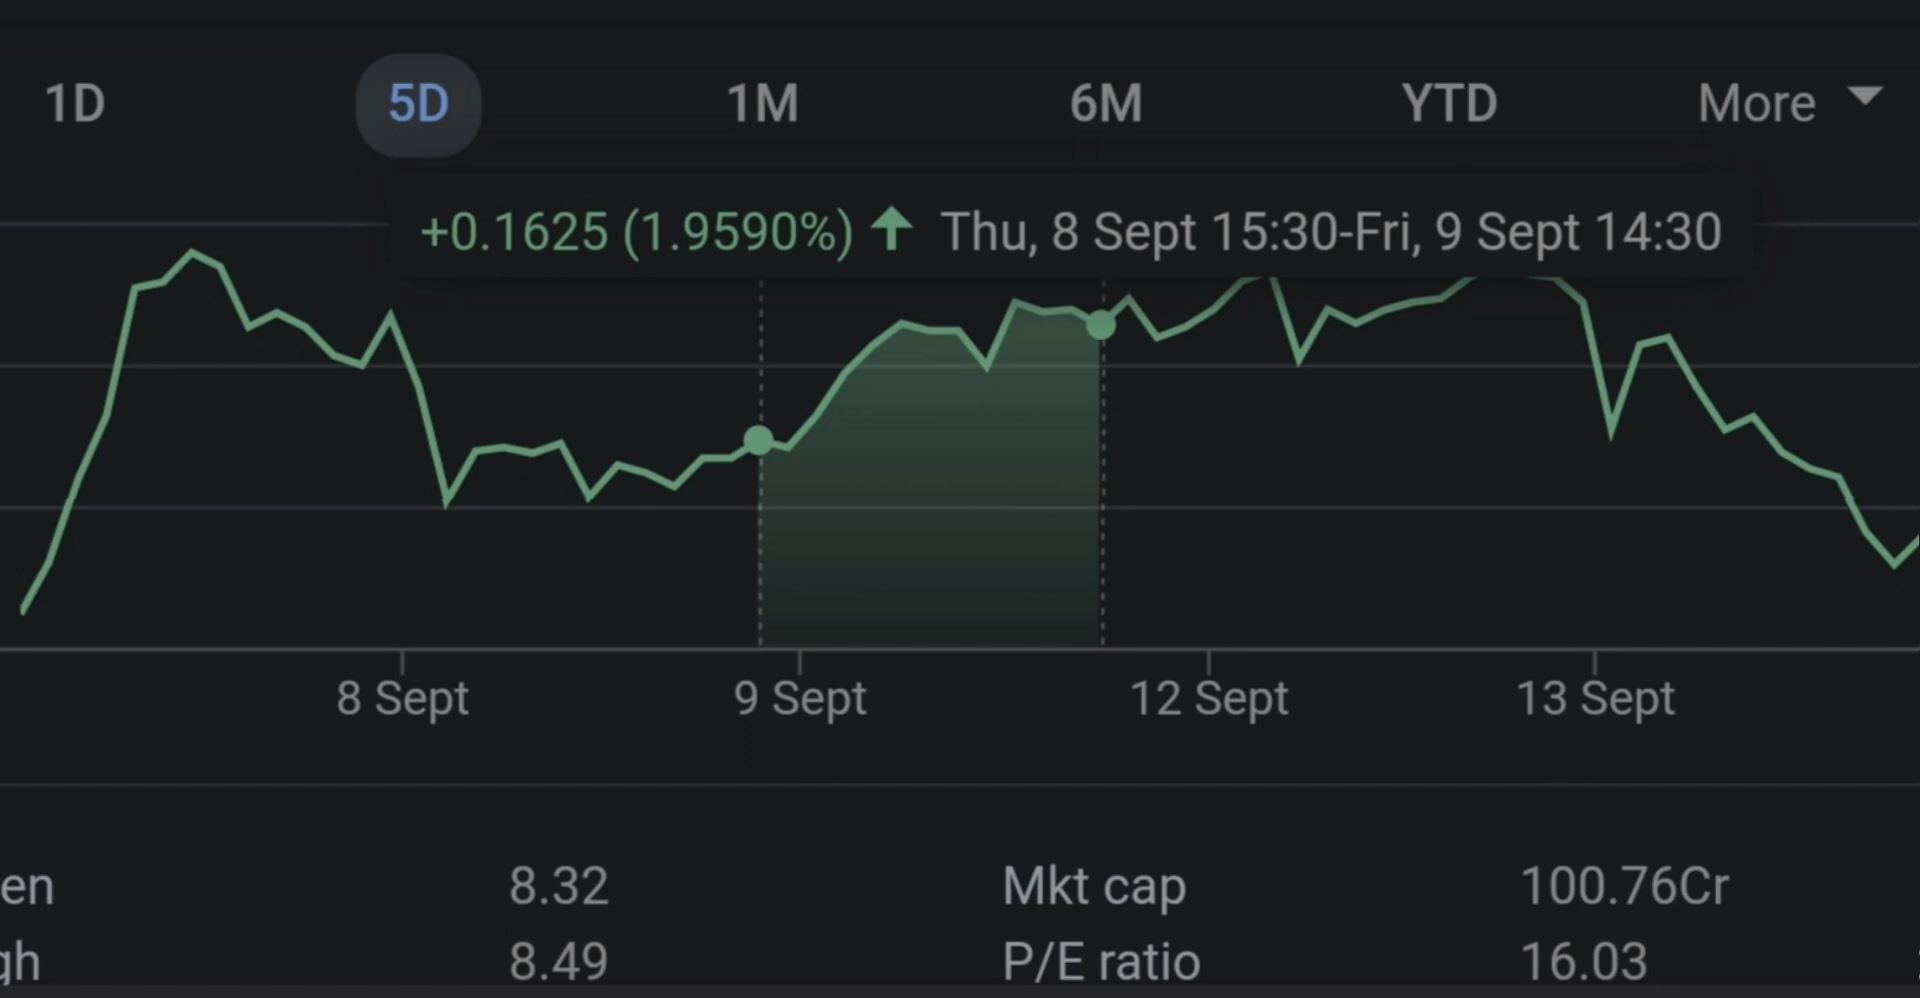 1D 5D 1M 6M YTD More
+0.1625 (1.9590%) Thu, 8 Sept 15:30-Fri, 9 Sept 14:30
8 Sept 9 Sept 12 Sept 13 Sept
en 8.32 Mkt cap 100.76Cr
gh 8.49 P/E ratio 16.03